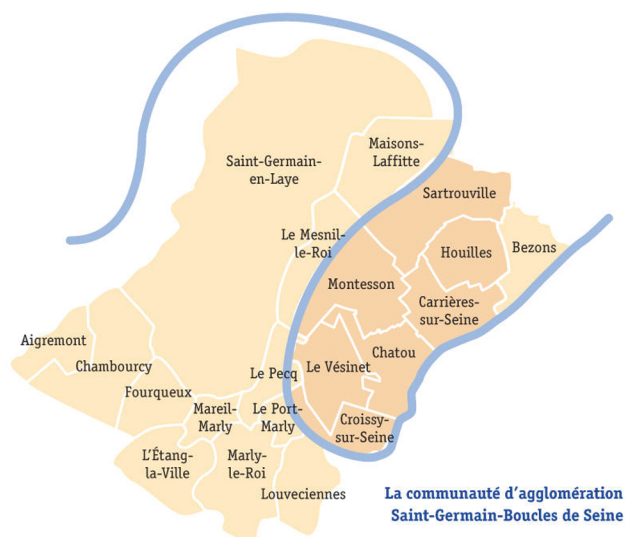 Maisons-
Laffitte
Saint-Germain-
en-Laye
Sartrouville
Le Mesnil-
le-Roi
Houilles
Bezons
Montesson
Carrières-
sur-Seine
Aigremont
Chambourcy
Le Vésinet
Chatou
Le Pecq
Fourqueux
Mareil-
Marly
Le Port-
Marly
Croissy-
sur-Seine
L'Étang-
la-Ville
Marly-
le-Roi
Louveciennes
La communauté d'agglomération
Saint-Germain-Boucles de Seine